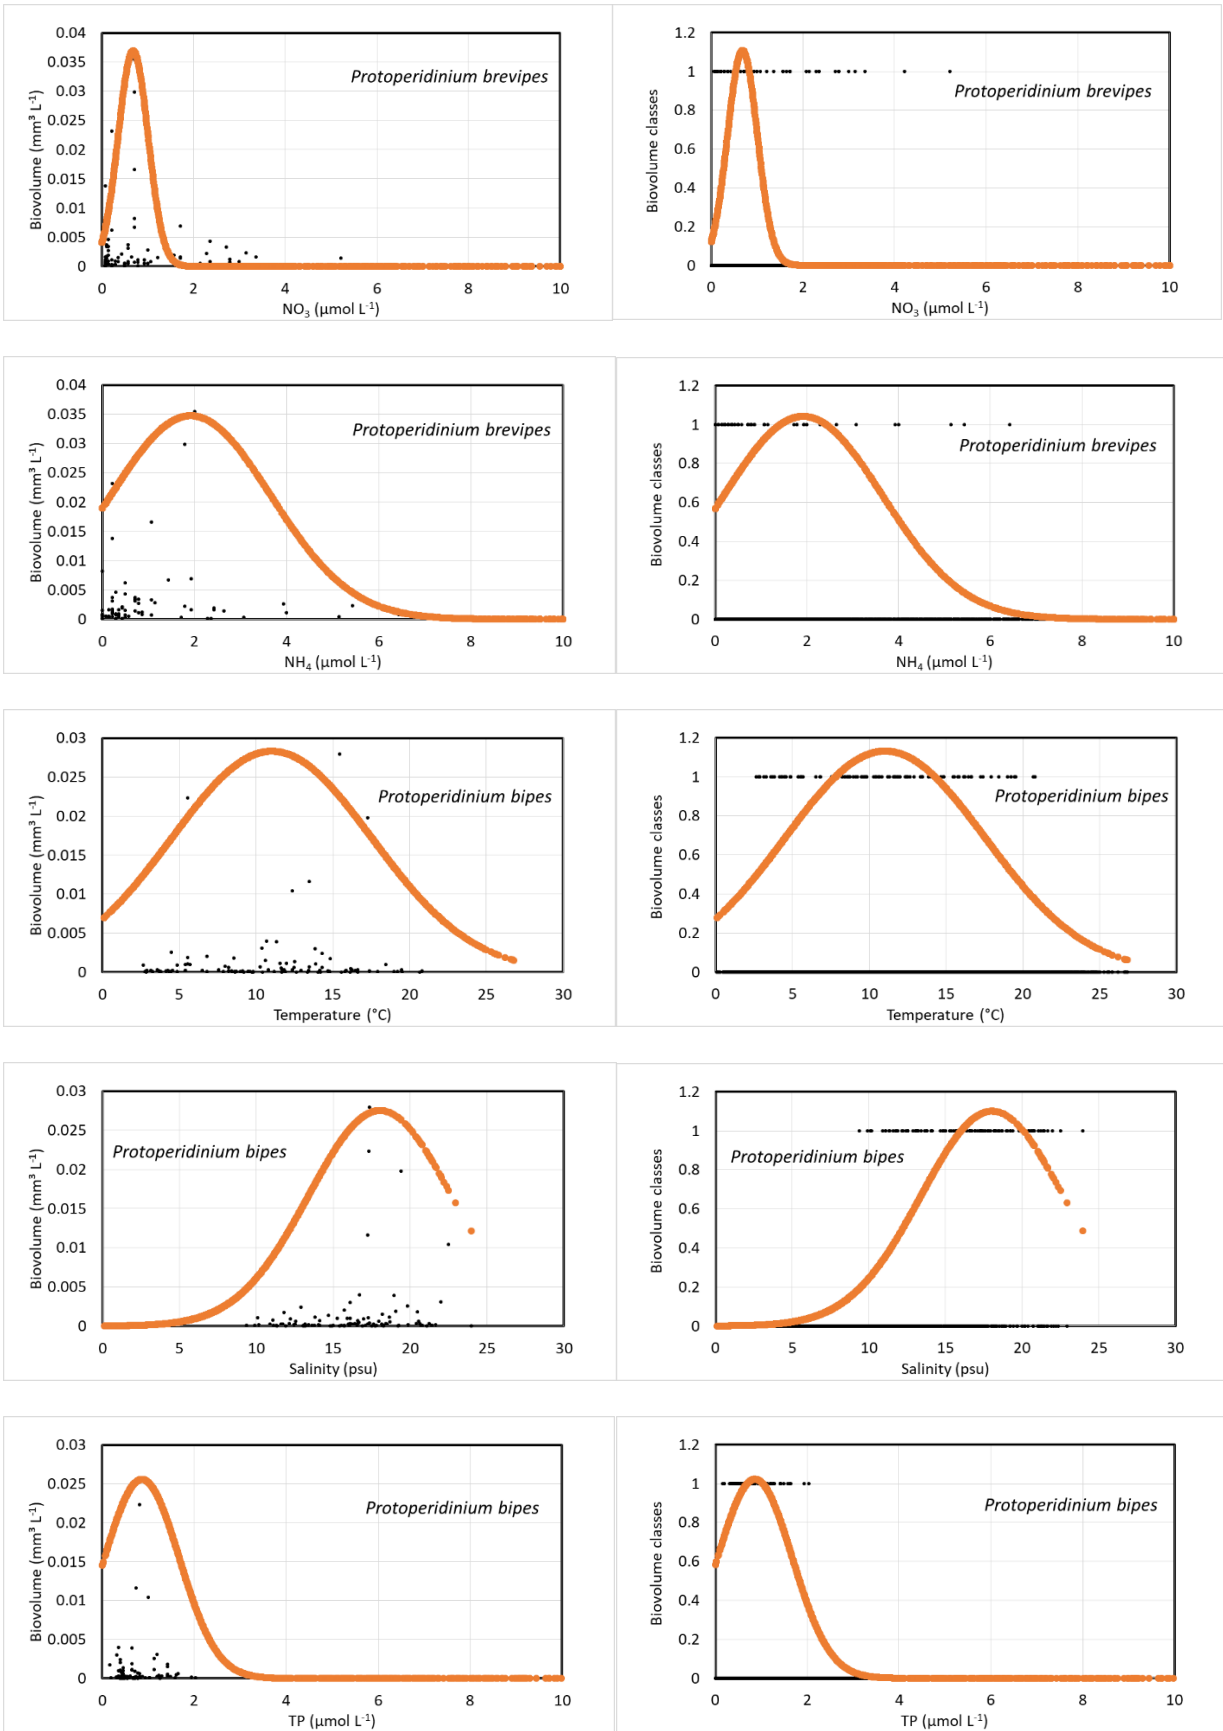 0.04
0.035
0.03
0.025
0.02
0.015
0.01
0.005
0
Biovolume (mm³ L⁻¹)
Protoperidinium brevipes
0 2 4 6 8 10
NO₃ (µmol L⁻¹)
1.2
1
0.8
0.6
0.4
0.2
0
Biovolume classes
Protoperidinium brevipes
0 2 4 6 8 10
NO₃ (µmol L⁻¹)
0.04
0.035
0.03
0.025
0.02
0.015
0.01
0.005
0
Biovolume (mm³ L⁻¹)
Protoperidinium brevipes
0 2 4 6 8 10
NH₄ (µmol L⁻¹)
1.2
1
0.8
0.6
0.4
0.2
0
Biovolume classes
Protoperidinium brevipes
0 2 4 6 8 10
NH₄ (µmol L⁻¹)
0.03
0.025
0.02
0.015
0.01
0.005
0
Biovolume (mm³ L⁻¹)
Protoperidinium bipes
0 5 10 15 20 25 30
Temperature (°C)
1.2
1
0.8
0.6
0.4
0.2
0
Biovolume classes
Protoperidinium bipes
0 5 10 15 20 25 30
Temperature (°C)
0.03
0.025
0.02
0.015
0.01
0.005
0
Biovolume (mm³ L⁻¹)
Protoperidinium bipes
0 5 10 15 20 25 30
Salinity (psu)
1.2
1
0.8
0.6
0.4
0.2
0
Biovolume classes
Protoperidinium bipes
0 5 10 15 20 25 30
Salinity (psu)
0.03
0.025
0.02
0.015
0.01
0.005
0
Biovolume (mm³ L⁻¹)
Protoperidinium bipes
0 2 4 6 8 10
TP (µmol L⁻¹)
1.2
1
0.8
0.6
0.4
0.2
0
Biovolume classes
Protoperidinium bipes
0 2 4 6 8 10
TP (µmol L⁻¹)